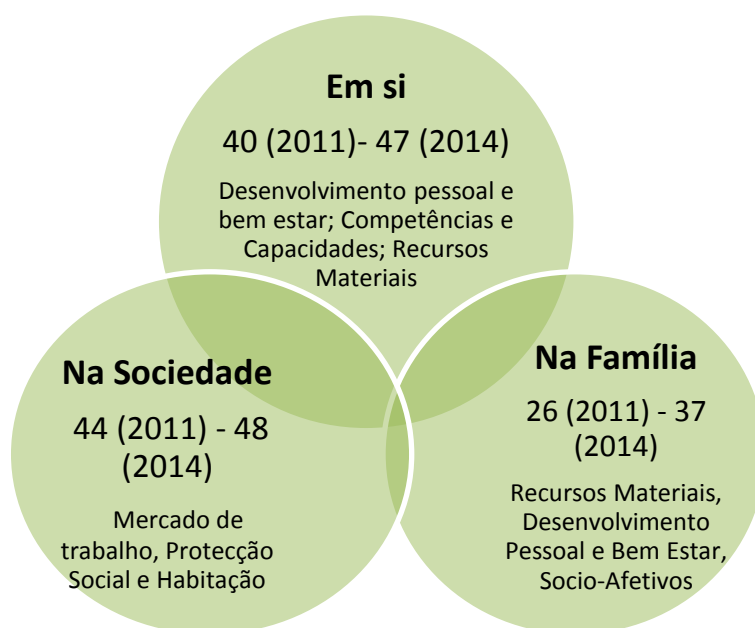 Em si
40 (2011)- 47 (2014)
Desenvolvimento pessoal e
bem estar; Competências e
Capacidades; Recursos
Materiais
Na Sociedade
44 (2011) - 48
(2014)
Mercado de
trabalho, Protecção
Social e Habitação
Na Família
26 (2011) - 37
(2014)
Recursos Materiais,
Desenvolvimento
Pessoal e Bem Estar,
Socio-Afetivos